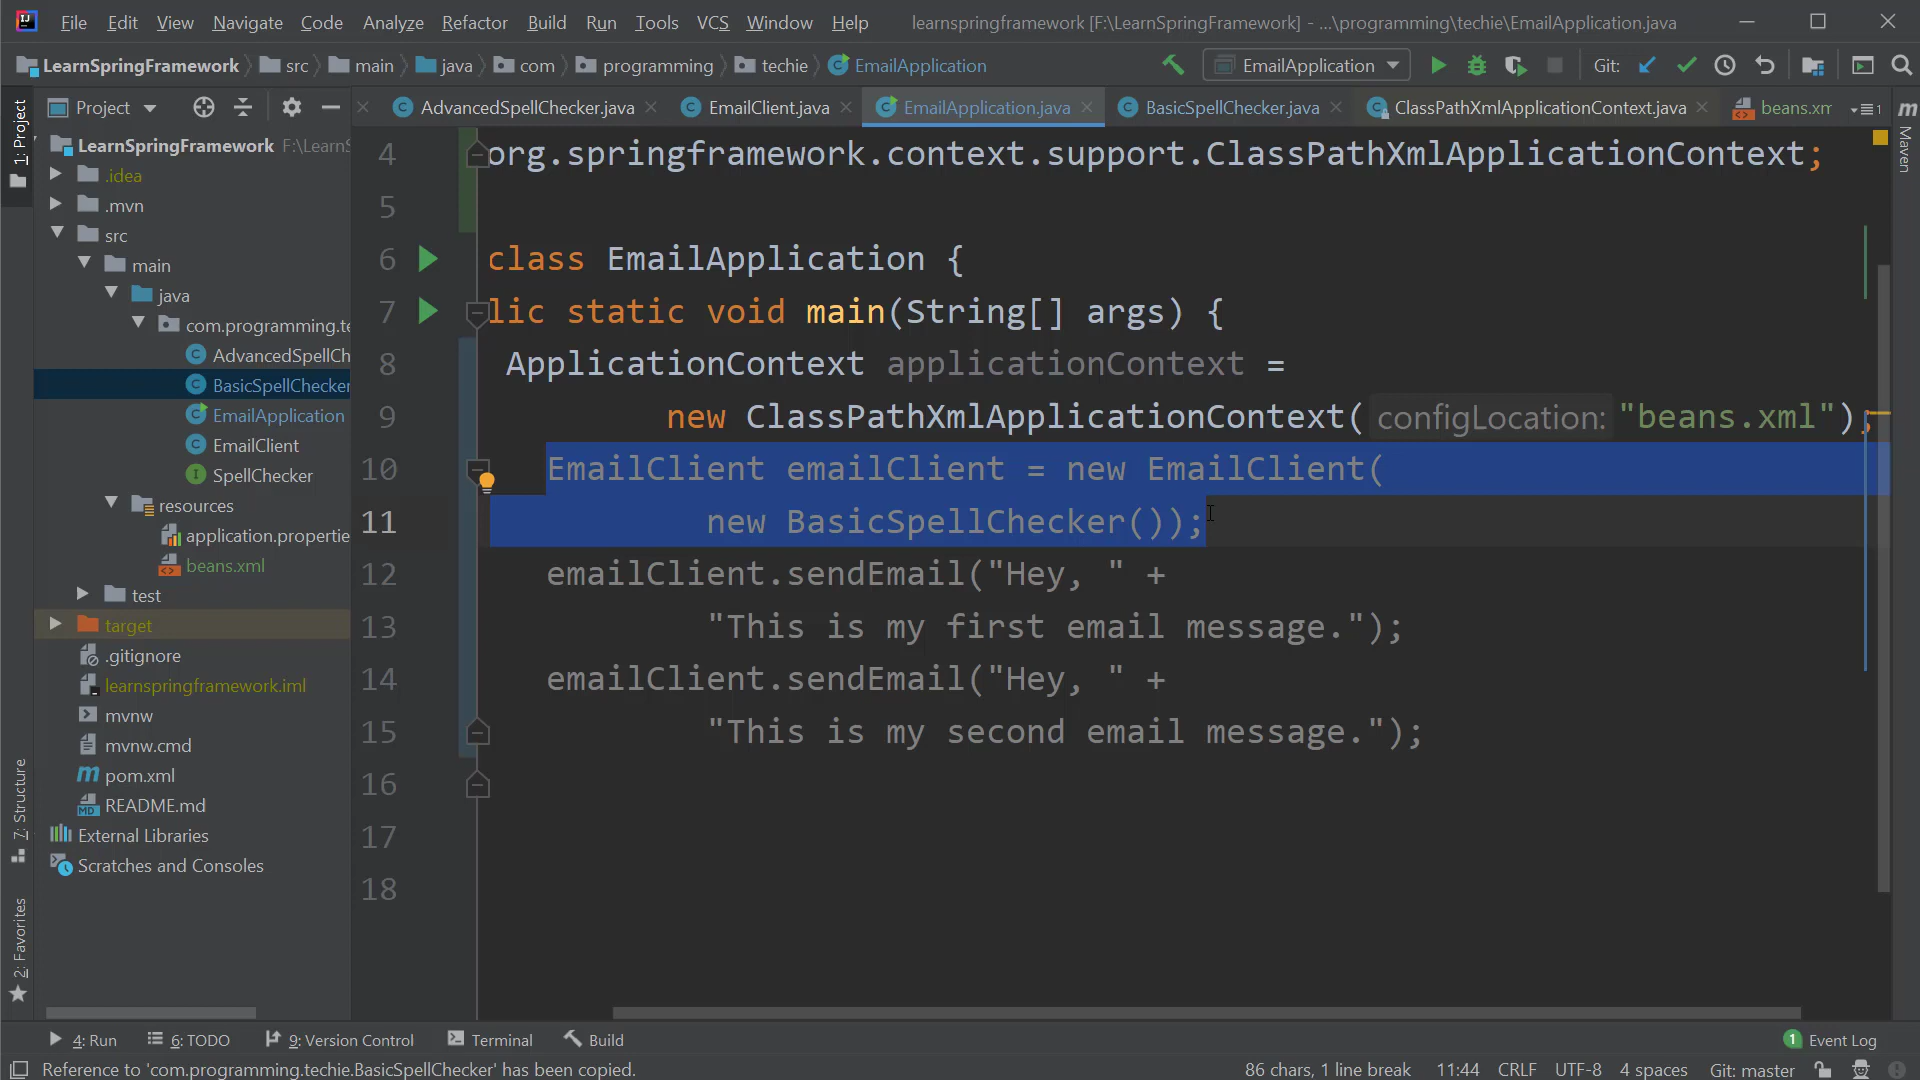 File Edit View Navigate Code Analyze Refactor Build Run Tools VCS Window Help learnspringframework [F:\LearnSpringFramework] - ...\programming\techie\EmailApplication.java
LearnSpringFramework src main java com programming techie EmailApplication EmailApplication Git:
1: Project
Project
AdvancedSpellChecker.java EmailClient.java EmailApplication.java BasicSpellChecker.java ClassPathXmlApplicationContext.java beans.xm
Maven
LearnSpringFramework F:\LearnS
.idea
.mvn
src
main
java
com.programming.te
AdvancedSpellCh
BasicSpellChecker
EmailApplication
EmailClient
SpellChecker
resources
application.propertie
beans.xml
test
target
.gitignore
learnspringframework.iml
mvnw
mvnw.cmd
pom.xml
README.md
External Libraries
Scratches and Consoles
7: Structure
2: Favorites
4 org.springframework.context.support.ClassPathXmlApplicationContext;
5
6 class EmailApplication {
7 lic static void main(String[] args) {
8 ApplicationContext applicationContext =
9 new ClassPathXmlApplicationContext( configLocation: "beans.xml");
10 EmailClient emailClient = new EmailClient(
11 new BasicSpellChecker());
12 emailClient.sendEmail("Hey, " +
13 "This is my first email message.");
14 emailClient.sendEmail("Hey, " +
15 "This is my second email message.");
16
17
18
4: Run 6: TODO 9: Version Control Terminal Build 1 Event Log
Reference to 'com.programming.techie.BasicSpellChecker' has been copied. 86 chars, 1 line break 11:44 CRLF UTF-8 4 spaces Git: master